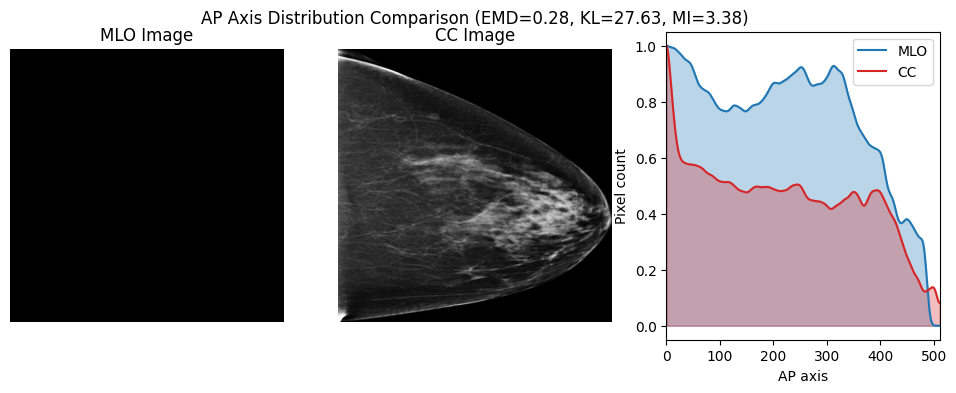 AP Axis Distribution Comparison (EMD=0.28, KL=27.63, MI=3.38)
MLO Image
CC Image
MLO
CC
Pixel count
1.0
0.8
0.6
0.4
0.2
0.0
0 100 200 300 400 500
AP axis